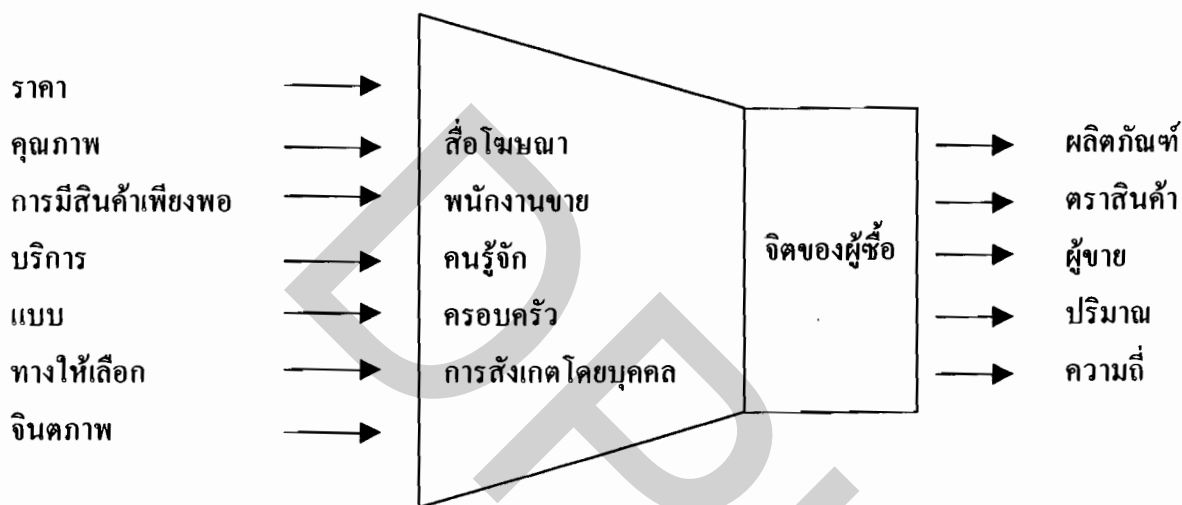 ราคา
คุณภาพ
การมีสินค้าเพียงพอ
บริการ
แบบ
ทางให้เลือก
จินตภาพ
สื่อโฆษณา
พนักงานขาย
คนรู้จัก
ครอบครัว
การสังเกตโดยบุคคล
จิตของผู้ซื้อ
ผลิตภัณฑ์
ตราสินค้า
ผู้ขาย
ปริมาณ
ความถี่